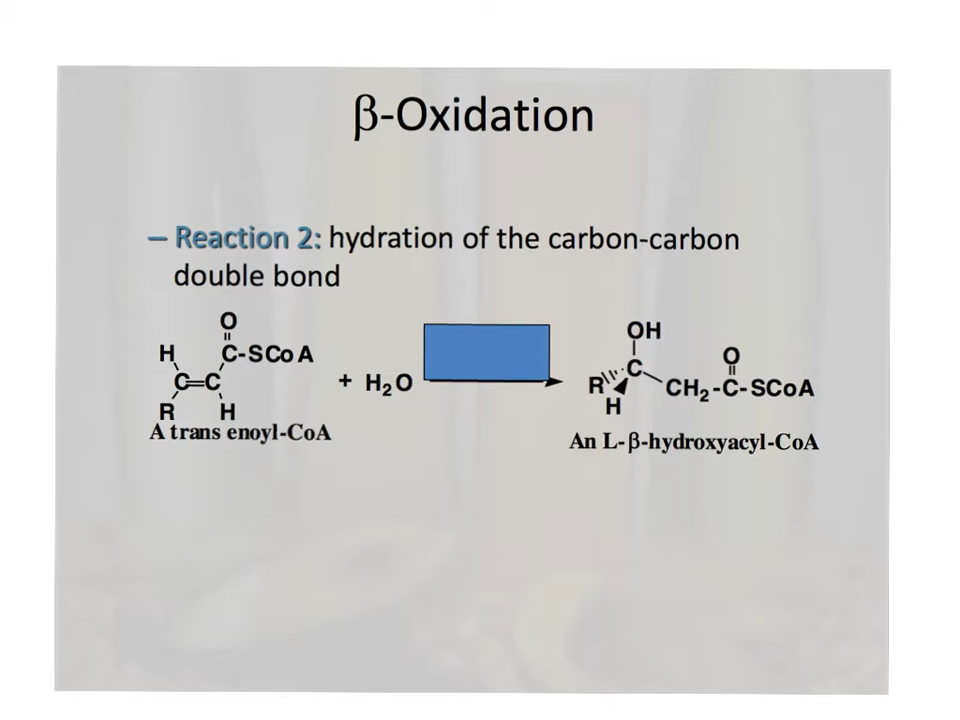 β-Oxidation
– Reaction 2: hydration of the carbon-carbon
double bond
O
H C-SCoA
C=C
R H
+ H₂O
A trans enoyl-CoA
OH
C O
R CH₂-C-SCoA
H
An L-β-hydroxyacyl-CoA